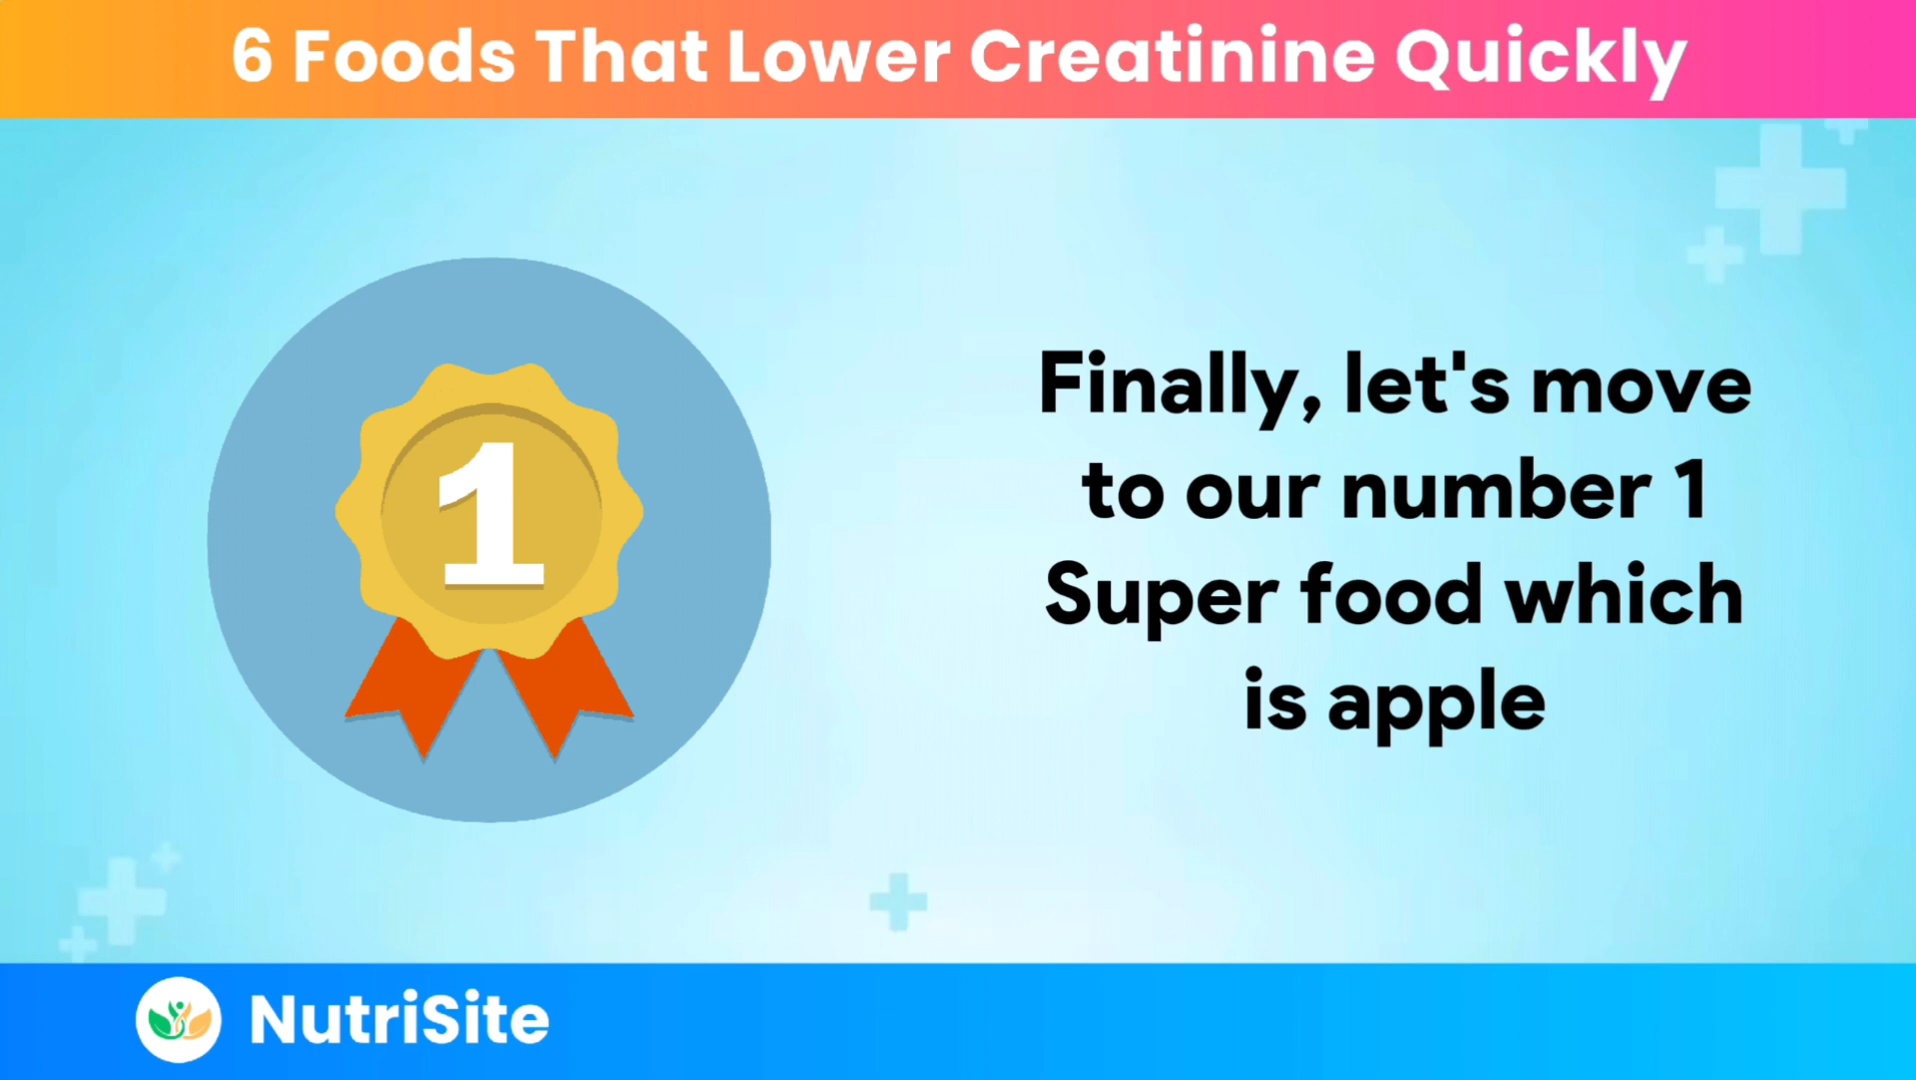 6 Foods That Lower Creatinine Quickly
1
Finally, let's move
to our number 1
Super food which
is apple
NutriSite